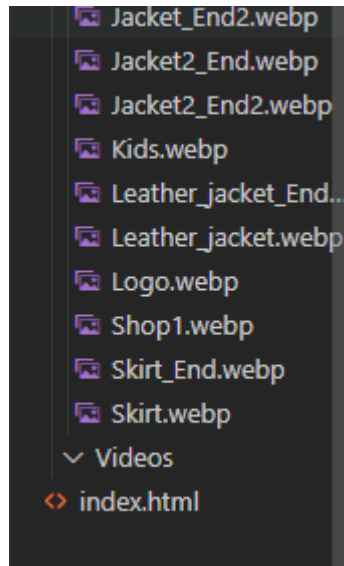 Jacket_End2.webp
Jacket2_End.webp
Jacket2_End2.webp
Kids.webp
Leather_jacket_End...
Leather_jacket.webp
Logo.webp
Shop1.webp
Skirt_End.webp
Skirt.webp
Videos
index.html